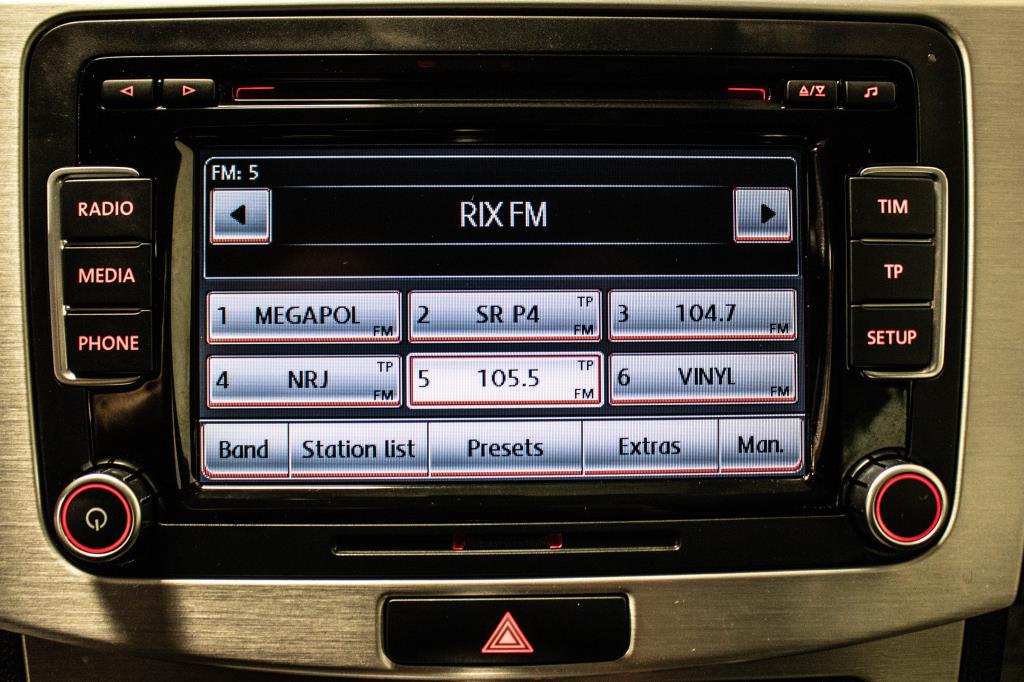 FM: 5
RADIO
RIX FM
TIM
MEDIA
TP
1 MEGAPOL FM
2 SR P4 TP FM
3 104.7 FM
PHONE
SETUP
4 NRJ TP FM
5 105.5 TP FM
6 VINYL FM
Band Station list Presets Extras Man.